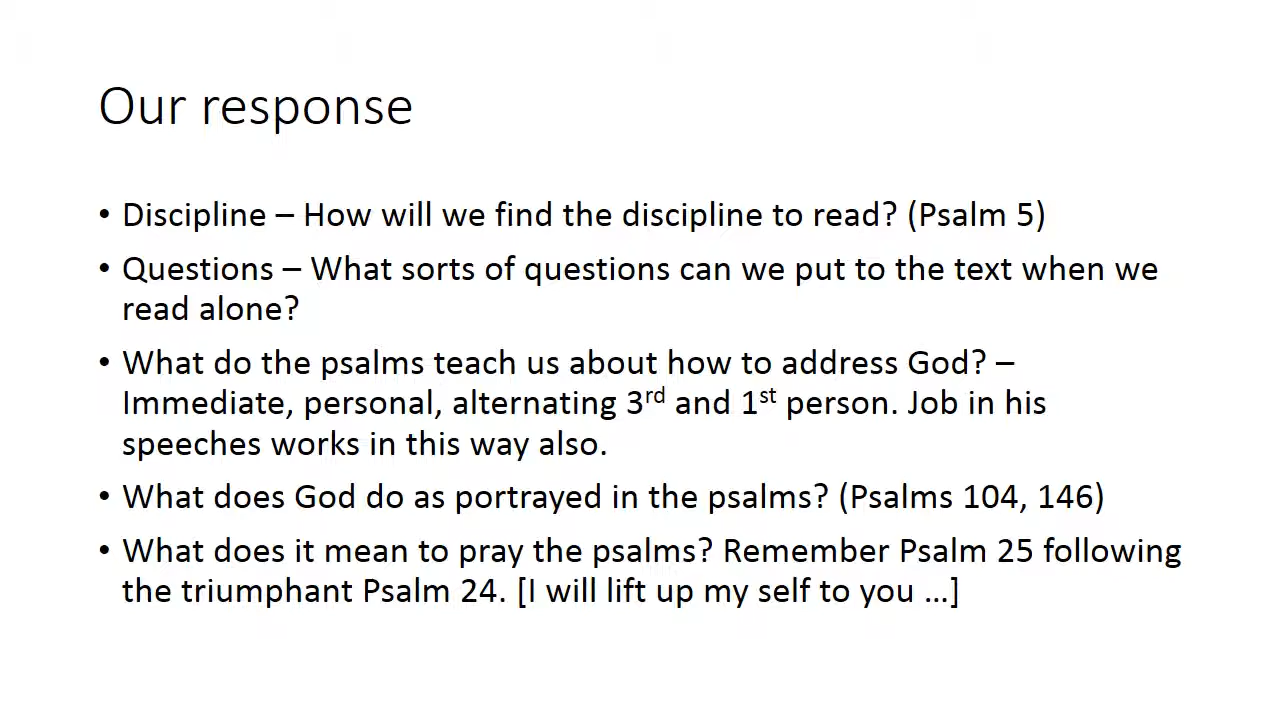 Our response
• Discipline – How will we find the discipline to read? (Psalm 5)
• Questions – What sorts of questions can we put to the text when we
read alone?
• What do the psalms teach us about how to address God? –
Immediate, personal, alternating 3rd and 1st person. Job in his
speeches works in this way also.
• What does God do as portrayed in the psalms? (Psalms 104, 146)
• What does it mean to pray the psalms? Remember Psalm 25 following
the triumphant Psalm 24. [I will lift up my self to you …]